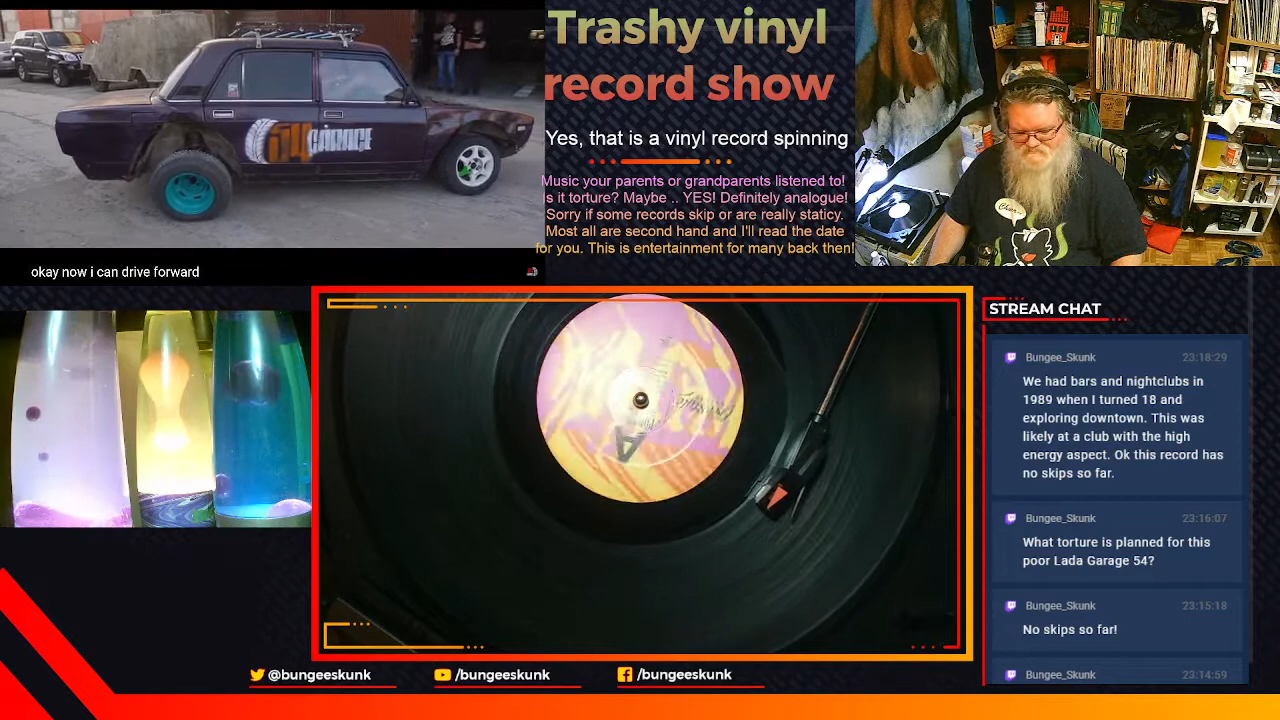 54 GARAGE
okay now i can drive forward
Trashy vinyl
record show
Yes, that is a vinyl record spinning
Music your parents or grandparents listened to!
Is it torture? Maybe .. YES! Definitely analogue!
Sorry if some records skip or are really staticy.
Most all are second hand and I'll read the date
for you. This is entertainment for many back then!
STREAM CHAT
Bungee_Skunk 23:18:29
We had bars and nightclubs in
1989 when I turned 18 and
exploring downtown. This was
likely at a club with the high
energy aspect. Ok this record has
no skips so far.
Bungee_Skunk 23:16:07
What torture is planned for this
poor Lada Garage 54?
Bungee_Skunk 23:15:18
No skips so far!
Bungee_Skunk 23:14:59
@bungeeskunk
/bungeeskunk
/bungeeskunk